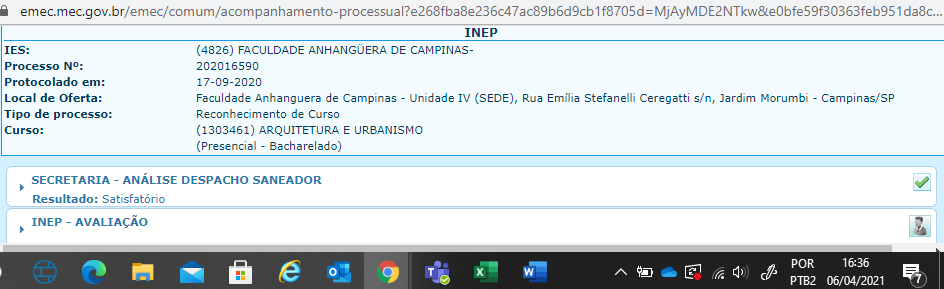 emec.mec.gov.br/emec/comum/acompanhamento-processual?e268fba8e236c47ac89b6d9cb1f8705d=MjAyMDE2NTkw&e0bfe59f30363feb951da8c...
INEP
IES: (4826) FACULDADE ANHANGÜERA DE CAMPINAS-
Processo Nº: 202016590
Protocolado em: 17-09-2020
Local de Oferta: Faculdade Anhanguera de Campinas - Unidade IV (SEDE), Rua Emília Stefanelli Ceregatti s/n, Jardim Morumbi - Campinas/SP
Tipo de processo: Reconhecimento de Curso
Curso: (1303461) ARQUITETURA E URBANISMO
(Presencial - Bacharelado)
SECRETARIA - ANÁLISE DESPACHO SANEADOR
Resultado: Satisfatório
INEP - AVALIAÇÃO
POR 16:36
PTB2 06/04/2021
7